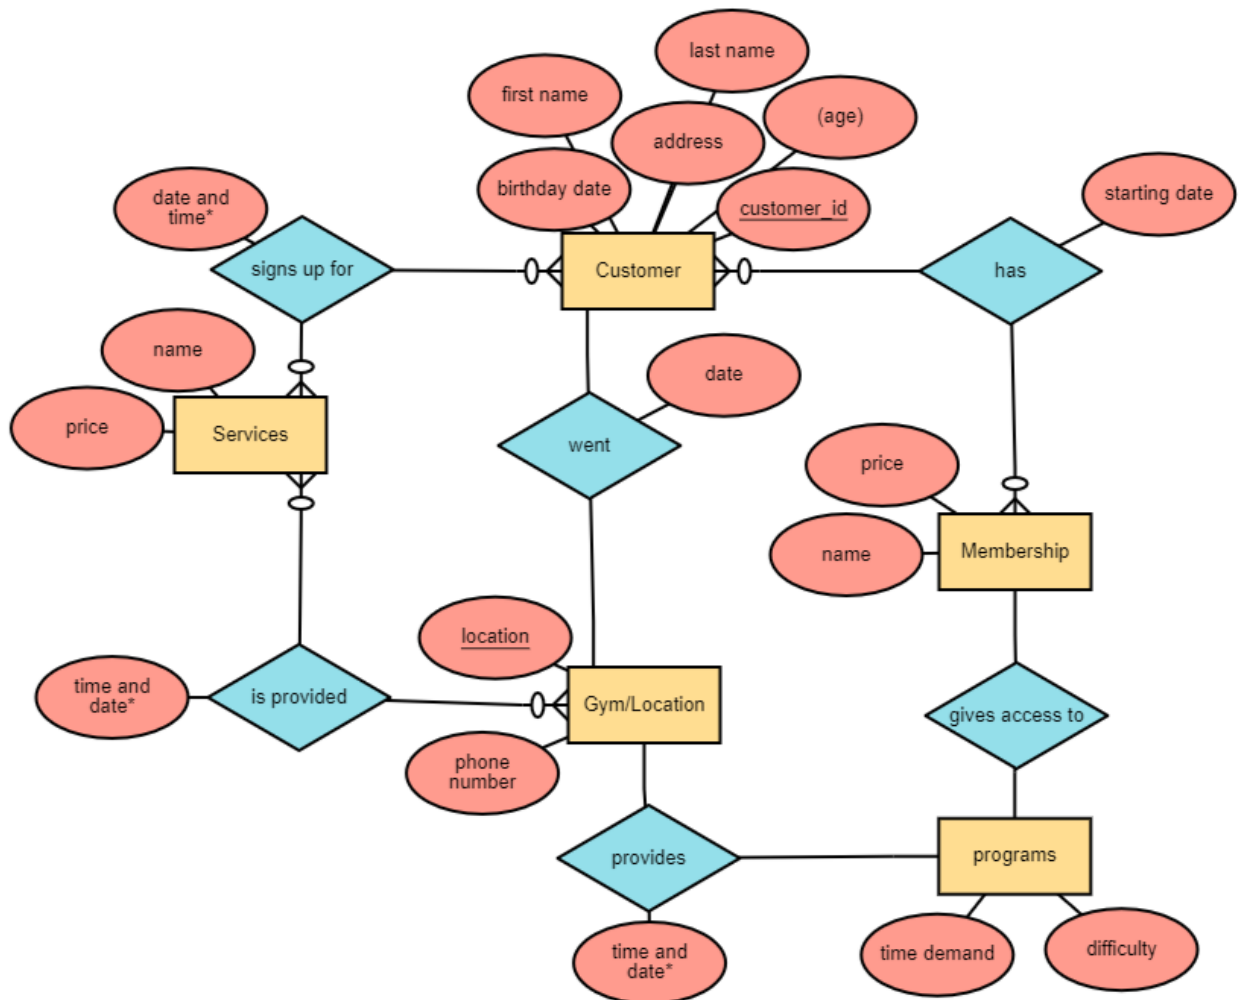 last name
first name
(age)
address
birthday date
customer_id
date and
time*
starting date
signs up for
Customer
has
name
date
price
Services
went
price
name
Membership
location
time and
date*
is provided
Gym/Location
gives access to
phone
number
provides
programs
time and
date*
time demand
difficulty